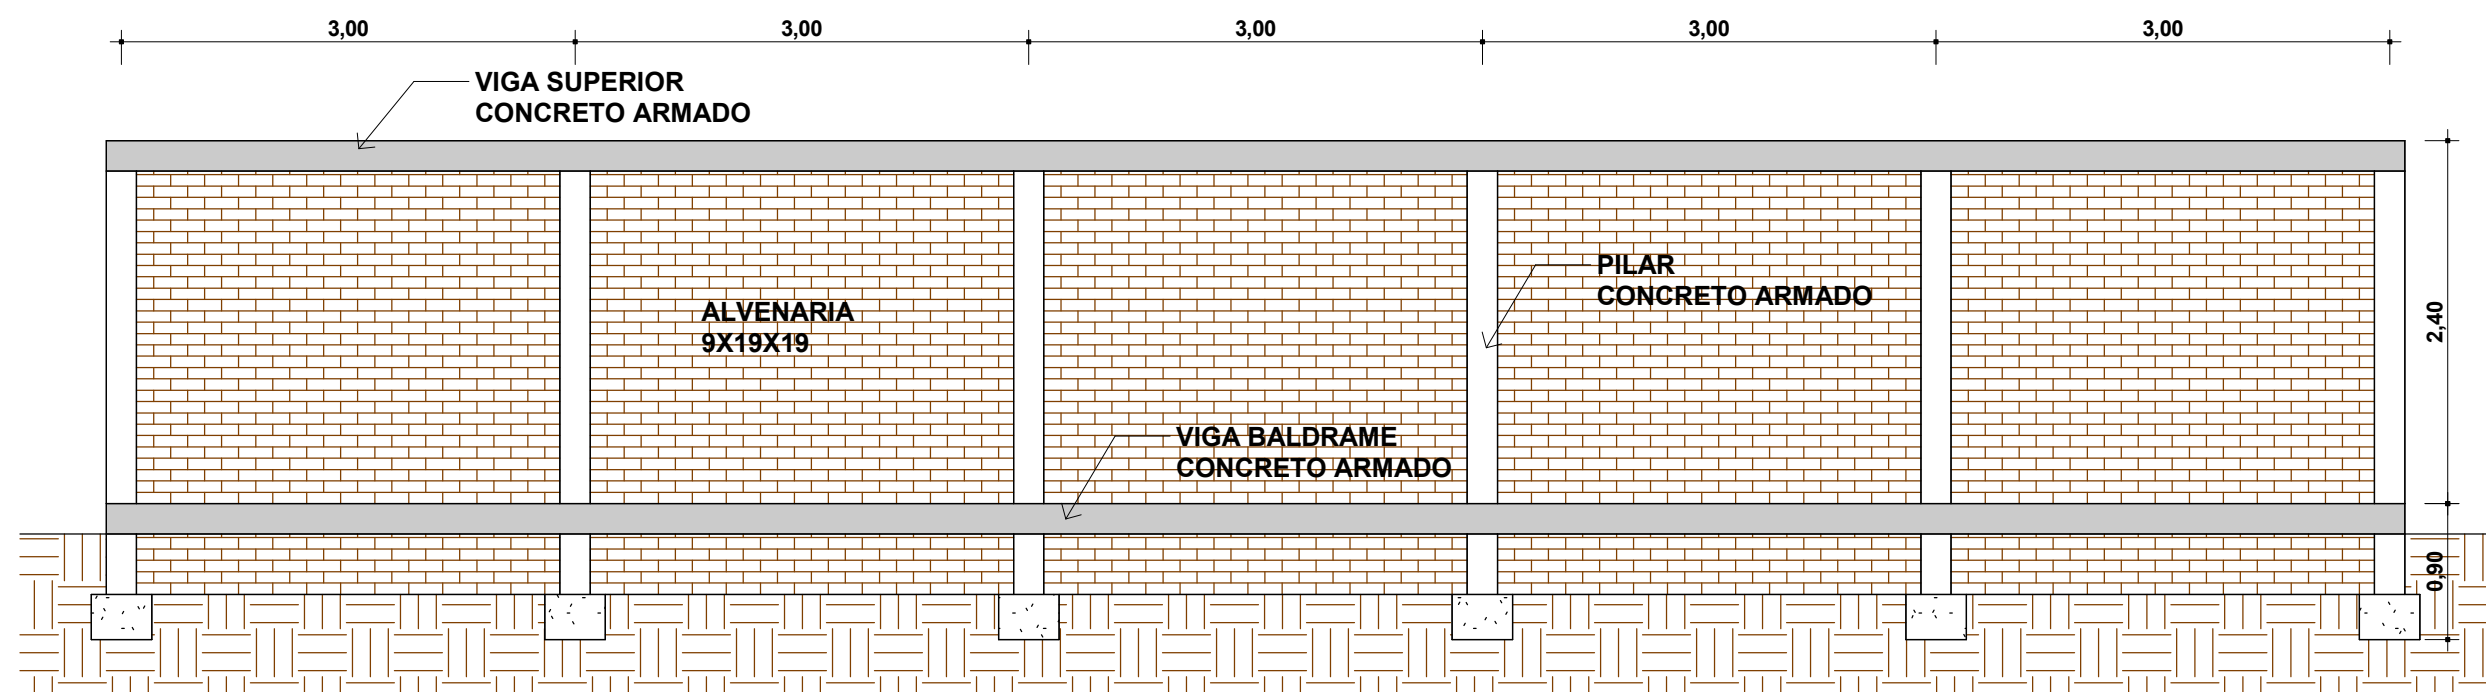 3,00
3,00
3,00
3,00
3,00
VIGA SUPERIOR
CONCRETO ARMADO
PILAR
CONCRETO ARMADO
ALVENARIA
9X19X19
2,40
VIGA BALDRAME
CONCRETO ARMADO
0,90